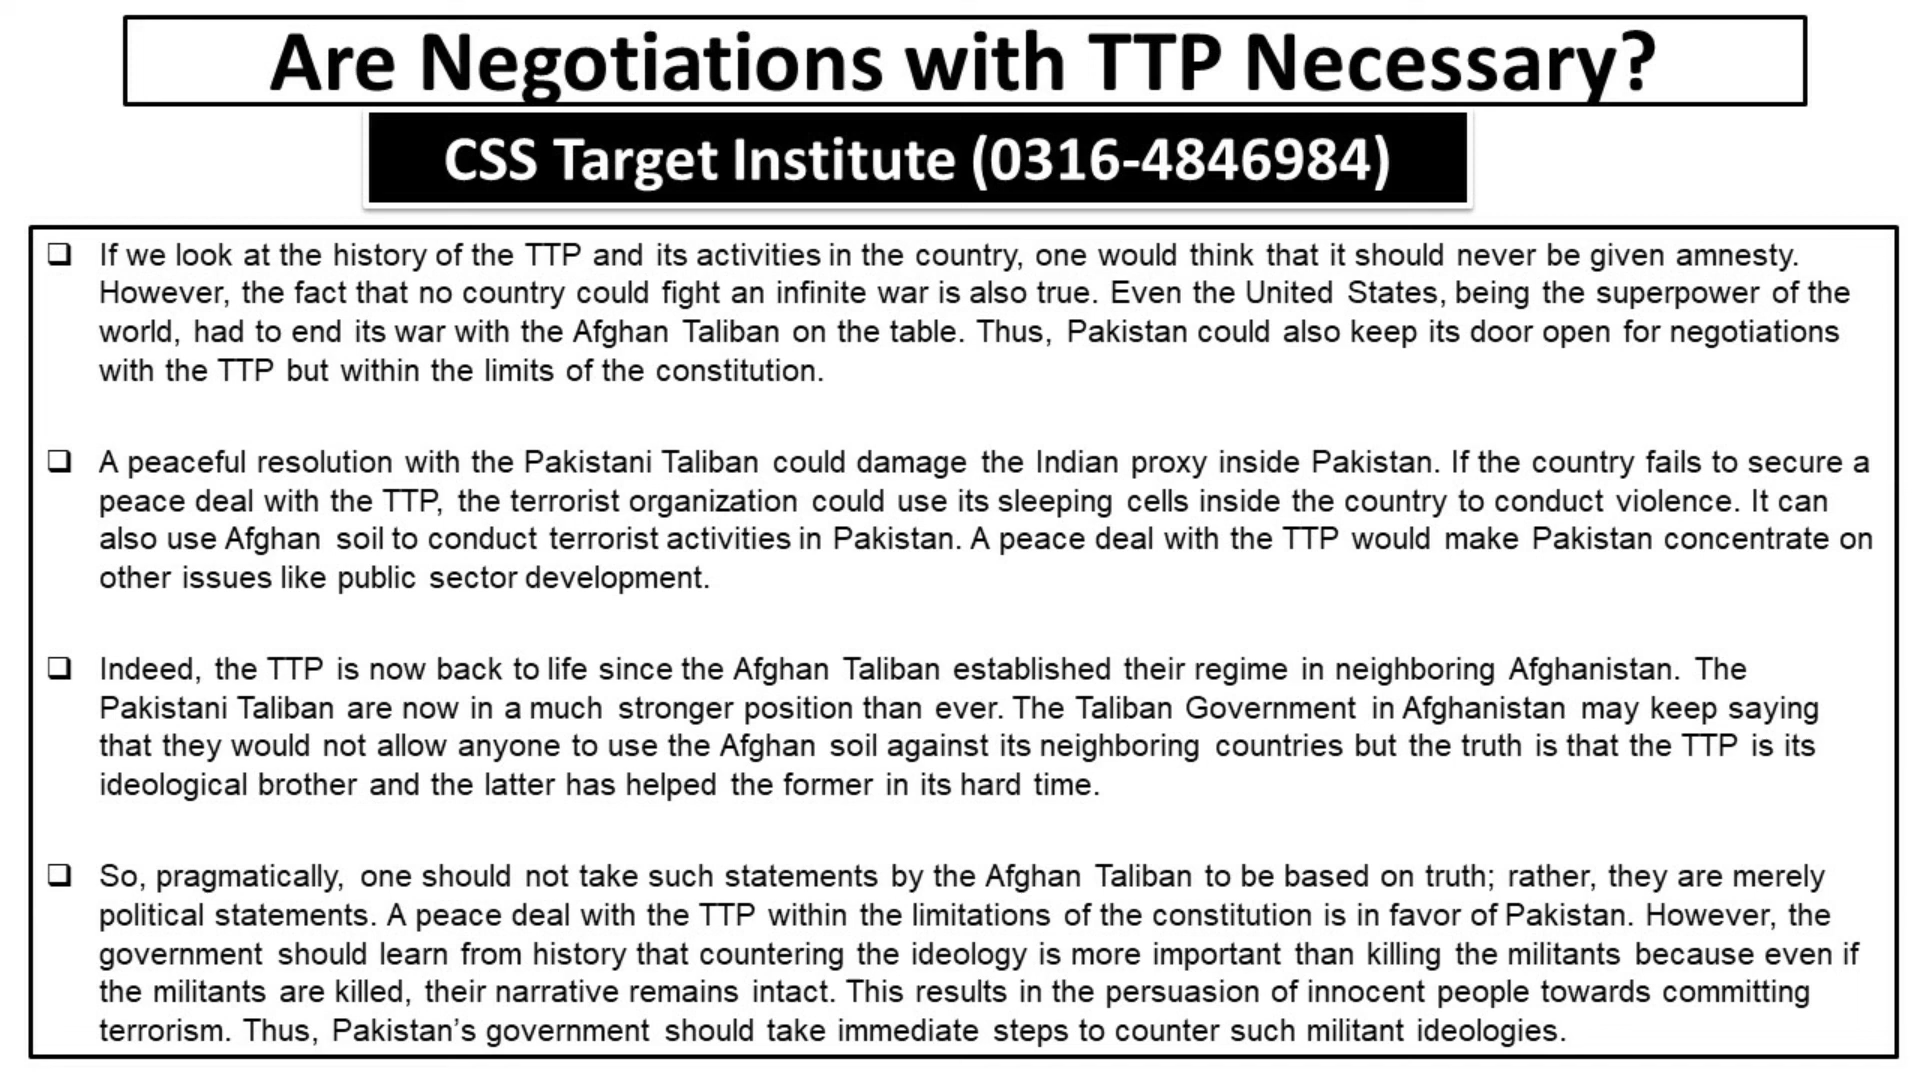 Are Negotiations with TTP Necessary?
CSS Target Institute (0316-4846984)
❑ If we look at the history of the TTP and its activities in the country, one would think that it should never be given amnesty.
However, the fact that no country could fight an infinite war is also true. Even the United States, being the superpower of the
world, had to end its war with the Afghan Taliban on the table. Thus, Pakistan could also keep its door open for negotiations
with the TTP but within the limits of the constitution.
❑ A peaceful resolution with the Pakistani Taliban could damage the Indian proxy inside Pakistan. If the country fails to secure a
peace deal with the TTP, the terrorist organization could use its sleeping cells inside the country to conduct violence. It can
also use Afghan soil to conduct terrorist activities in Pakistan. A peace deal with the TTP would make Pakistan concentrate on
other issues like public sector development.
❑ Indeed, the TTP is now back to life since the Afghan Taliban established their regime in neighboring Afghanistan. The
Pakistani Taliban are now in a much stronger position than ever. The Taliban Government in Afghanistan may keep saying
that they would not allow anyone to use the Afghan soil against its neighboring countries but the truth is that the TTP is its
ideological brother and the latter has helped the former in its hard time.
❑ So, pragmatically, one should not take such statements by the Afghan Taliban to be based on truth; rather, they are merely
political statements. A peace deal with the TTP within the limitations of the constitution is in favor of Pakistan. However, the
government should learn from history that countering the ideology is more important than killing the militants because even if
the militants are killed, their narrative remains intact. This results in the persuasion of innocent people towards committing
terrorism. Thus, Pakistan's government should take immediate steps to counter such militant ideologies.